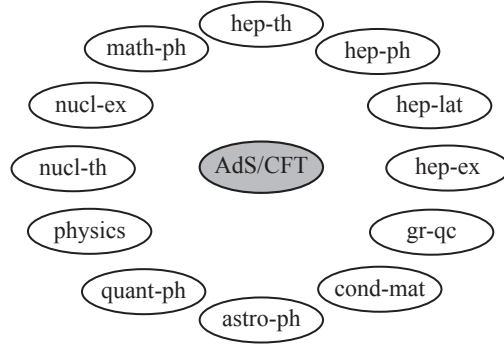 hep-th
math-ph
hep-ph
nucl-ex
hep-lat
nucl-th
AdS/CFT
hep-ex
physics
gr-qc
quant-ph
cond-mat
astro-ph